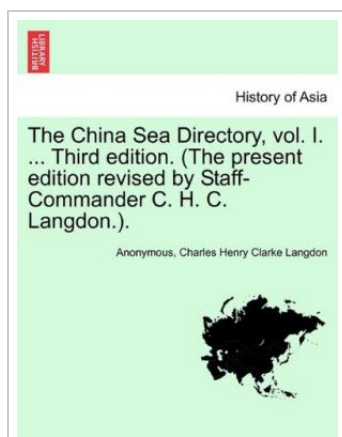 BRITISH
LIBRARY
History of Asia
The China Sea Directory, vol. I.
... Third edition. (The present
edition revised by Staff-
Commander C. H. C.
Langdon.).
Anonymous, Charles Henry Clarke Langdon